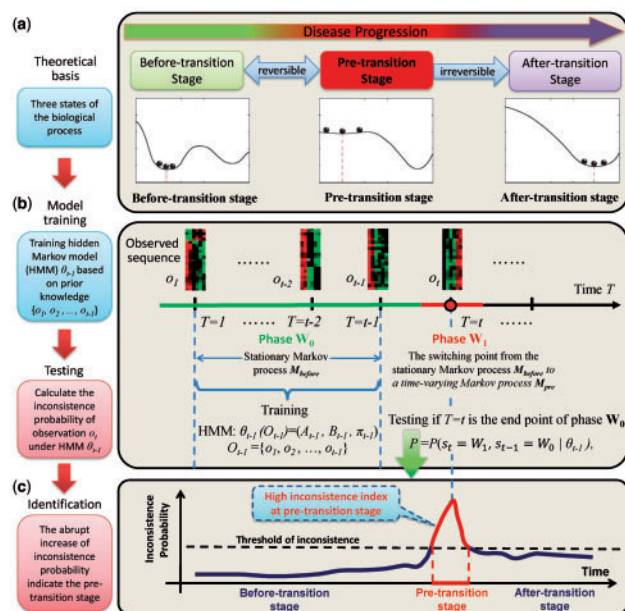 (a)
Theoretical
basis
Three states of
the biological
process
Disease Progression
Before-transition
Stage
reversible
Pre-transition
Stage
irreversible
After-transition
Stage
Before-transition stage
Pre-transition stage
After-transition stage
(b)
Model
training
Training hidden
Markov model
(HMM) θt-1 based
on prior
knowledge
{o1, o2 , ..., ot-1}
Testing
Calculate the
inconsistence
probability of
observation ot
under HMM θt-1
Observed
sequence
o1
......
ot-2
ot-1
ot
......
Time T
T=1
......
T=t-2
T=t-1
T=t
......
Phase W0
Phase W1
Stationary Markov
process Mbefore
The switching point from the
stationary Markov process Mbefore to
a time-varying Markov process Mpre
Training
HMM: θt-1 (Ot-1)=(At-1, Bt-1, πt-1)
Ot-1={o1, o2, ..., ot-1}
Testing if T=t is the end point of phase W0
P =P(st = W1, st-1 = W0 | θt-1),
(c)
Identification
The abrupt
increase of
inconsistence
probability
indicate the pre-
transition stage
Inconsistence
Probability
High inconsistence index
at pre-transition stage
Threshold of inconsistence
Time
Before-transition
stage
Pre-transition
stage
After-transition
stage